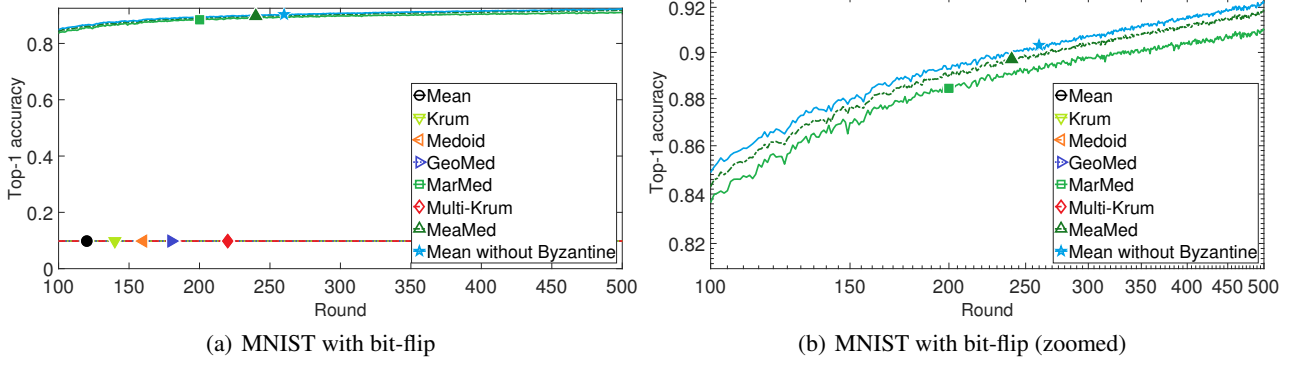 Top-1 accuracy
0.8
0.6
0.4
0.2
0
100 150 200 250 300 350 400 450 500
Round
Mean
Krum
Medoid
GeoMed
MarMed
Multi-Krum
MeaMed
Mean without Byzantine
(a) MNIST with bit-flip
Top-1 accuracy
0.92
0.9
0.88
0.86
0.84
0.82
100 150 200 250 300 350 400 450 500
Round
Mean
Krum
Medoid
GeoMed
MarMed
Multi-Krum
MeaMed
Mean without Byzantine
(b) MNIST with bit-flip (zoomed)